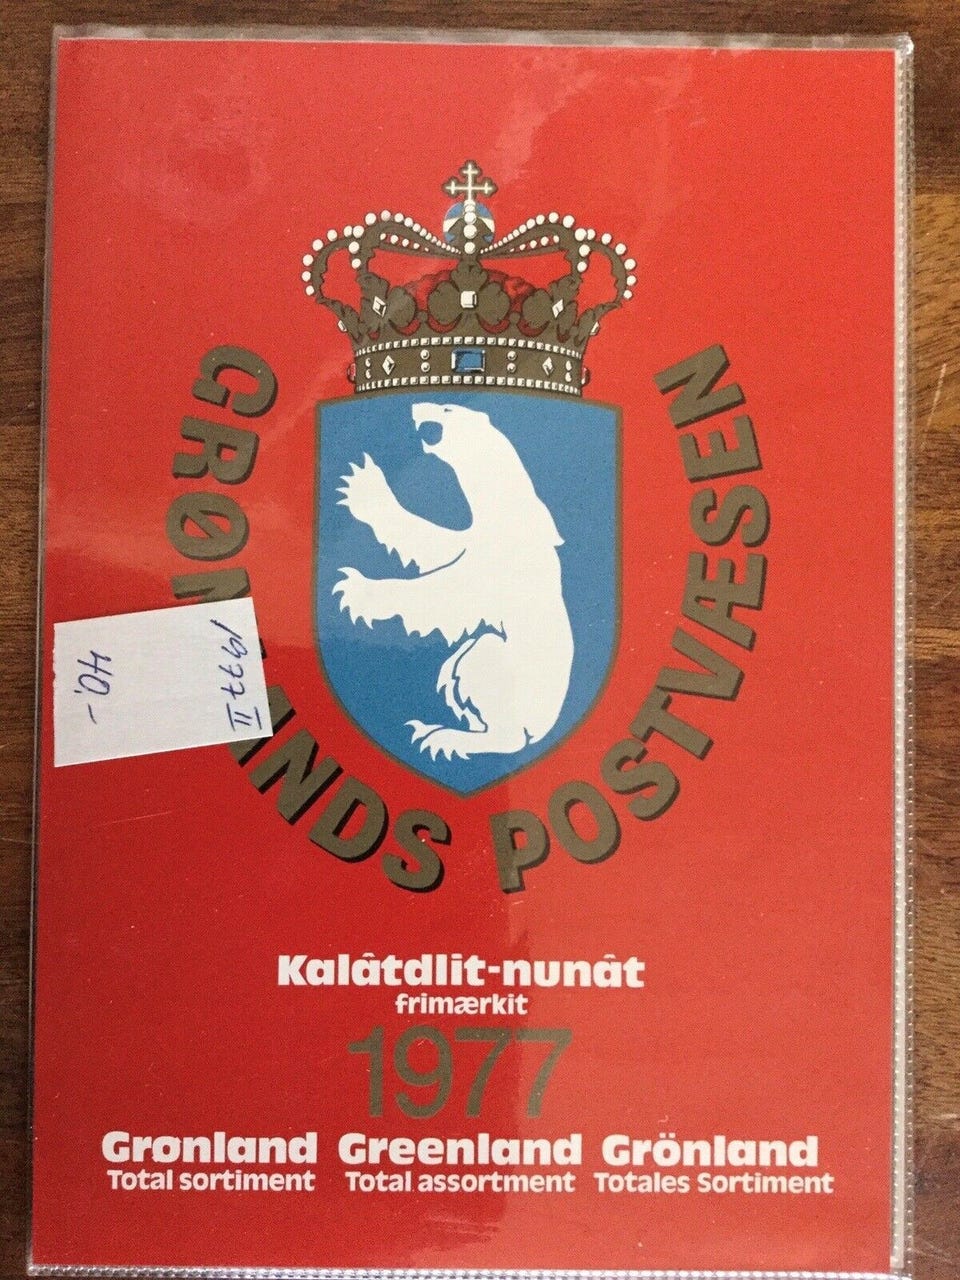 GRØNLANDS POSTVÆSEN
1977 II
40,-
Kalâtdlit-nunât
frimærkit
1977
Grønland Greenland Grönland
Total sortiment Total assortment Totales Sortiment